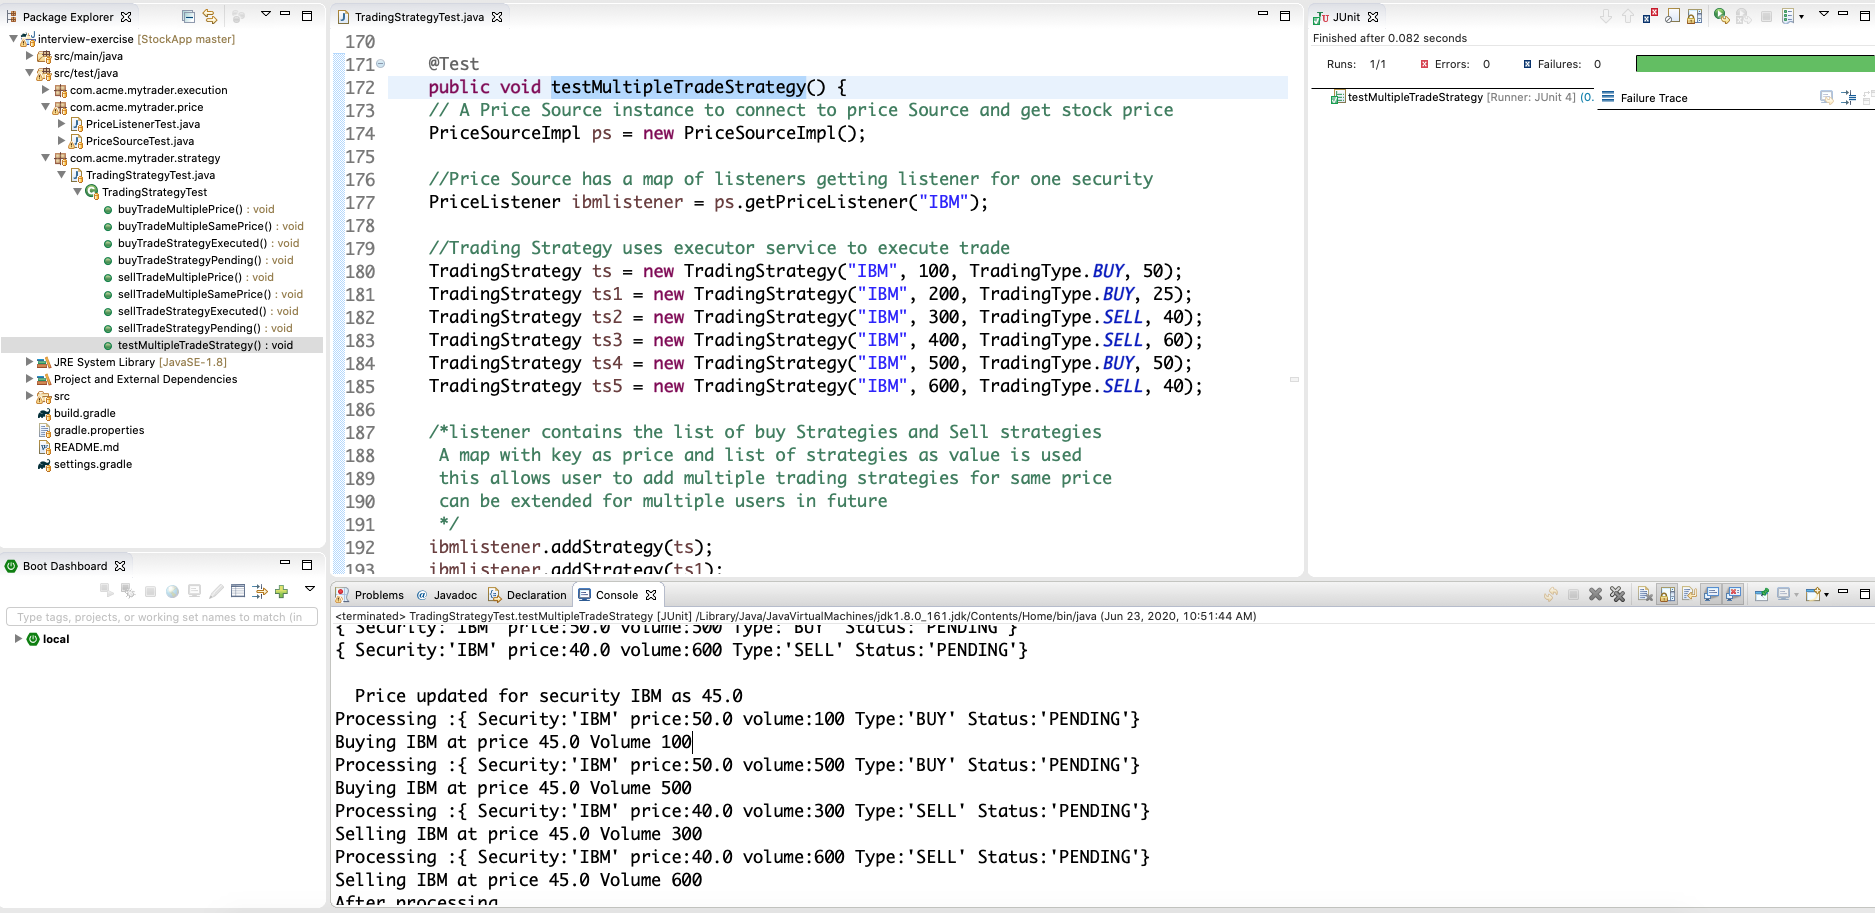 Package Explorer
interview-exercise [StockApp master]
src/main/java
src/test/java
com.acme.mytrader.execution
com.acme.mytrader.price
PriceListenerTest.java
PriceSourceTest.java
com.acme.mytrader.strategy
TradingStrategyTest.java
TradingStrategyTest
buyTradeMultiplePrice() : void
buyTradeMultipleSamePrice() : void
buyTradeStrategyExecuted() : void
buyTradeStrategyPending() : void
sellTradeMultiplePrice() : void
sellTradeMultipleSamePrice() : void
sellTradeStrategyExecuted() : void
sellTradeStrategyPending() : void
testMultipleTradeStrategy() : void
JRE System Library [JavaSE-1.8]
Project and External Dependencies
src
build.gradle
gradle.properties
README.md
settings.gradle
Boot Dashboard
Type tags, projects, or working set names to match (in
local
TradingStrategyTest.java
170
171 @Test
172 public void testMultipleTradeStrategy() {
173 // A Price Source instance to connect to price Source and get stock price
174 PriceSourceImpl ps = new PriceSourceImpl();
175
176 //Price Source has a map of listeners getting listener for one security
177 PriceListener ibmlistener = ps.getPriceListener("IBM");
178
179 //Trading Strategy uses executor service to execute trade
180 TradingStrategy ts = new TradingStrategy("IBM", 100, TradingType.BUY, 50);
181 TradingStrategy ts1 = new TradingStrategy("IBM", 200, TradingType.BUY, 25);
182 TradingStrategy ts2 = new TradingStrategy("IBM", 300, TradingType.SELL, 40);
183 TradingStrategy ts3 = new TradingStrategy("IBM", 400, TradingType.SELL, 60);
184 TradingStrategy ts4 = new TradingStrategy("IBM", 500, TradingType.BUY, 50);
185 TradingStrategy ts5 = new TradingStrategy("IBM", 600, TradingType.SELL, 40);
186
187 /*listener contains the list of buy Strategies and Sell strategies
188 A map with key as price and list of strategies as value is used
189 this allows user to add multiple trading strategies for same price
190 can be extended for multiple users in future
191 */
192 ibmlistener.addStrategy(ts);
193 ibmlistener.addStrategy(ts1);
JUnit
Finished after 0.082 seconds
Runs: 1/1 Errors: 0 Failures: 0
testMultipleTradeStrategy [Runner: JUnit 4] (0.
Failure Trace
Problems @ Javadoc Declaration Console
<terminated> TradingStrategyTest.testMultipleTradeStrategy [JUnit] /Library/Java/JavaVirtualMachines/jdk1.8.0_161.jdk/Contents/Home/bin/java (Jun 23, 2020, 10:51:44 AM)
{ Security:'IBM' price:50.0 volume:500 Type:'BUY' Status:'PENDING'}
{ Security:'IBM' price:40.0 volume:600 Type:'SELL' Status:'PENDING'}
Price updated for security IBM as 45.0
Processing :{ Security:'IBM' price:50.0 volume:100 Type:'BUY' Status:'PENDING'}
Buying IBM at price 45.0 Volume 100
Processing :{ Security:'IBM' price:50.0 volume:500 Type:'BUY' Status:'PENDING'}
Buying IBM at price 45.0 Volume 500
Processing :{ Security:'IBM' price:40.0 volume:300 Type:'SELL' Status:'PENDING'}
Selling IBM at price 45.0 Volume 300
Processing :{ Security:'IBM' price:40.0 volume:600 Type:'SELL' Status:'PENDING'}
Selling IBM at price 45.0 Volume 600
After processing